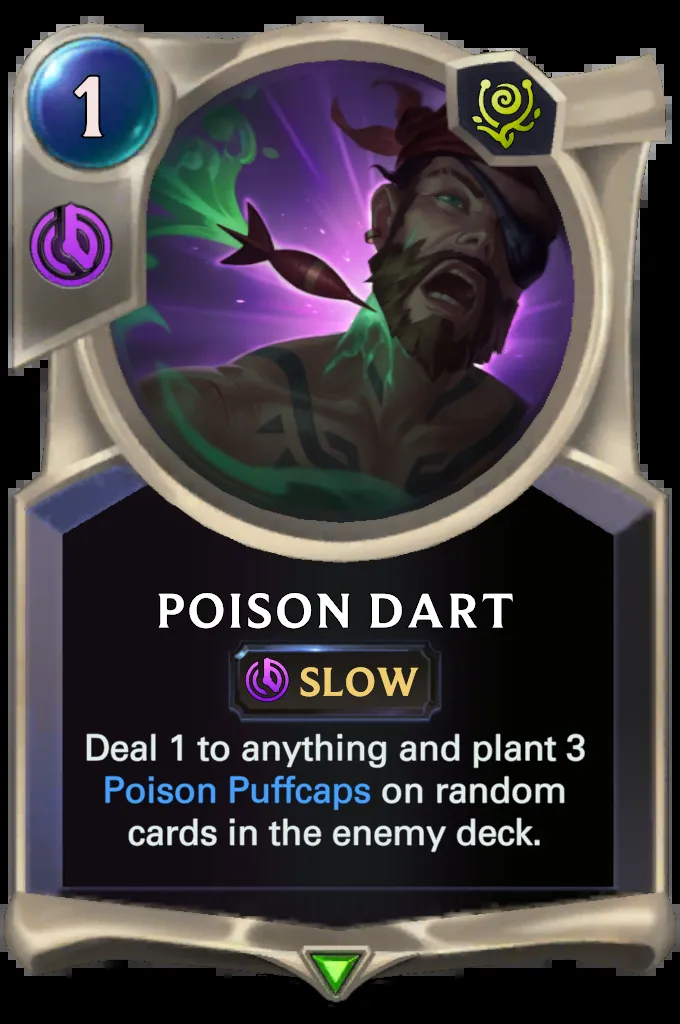 1
POISON DART
SLOW
Deal 1 to anything and plant 3
Poison Puffcaps on random
cards in the enemy deck.